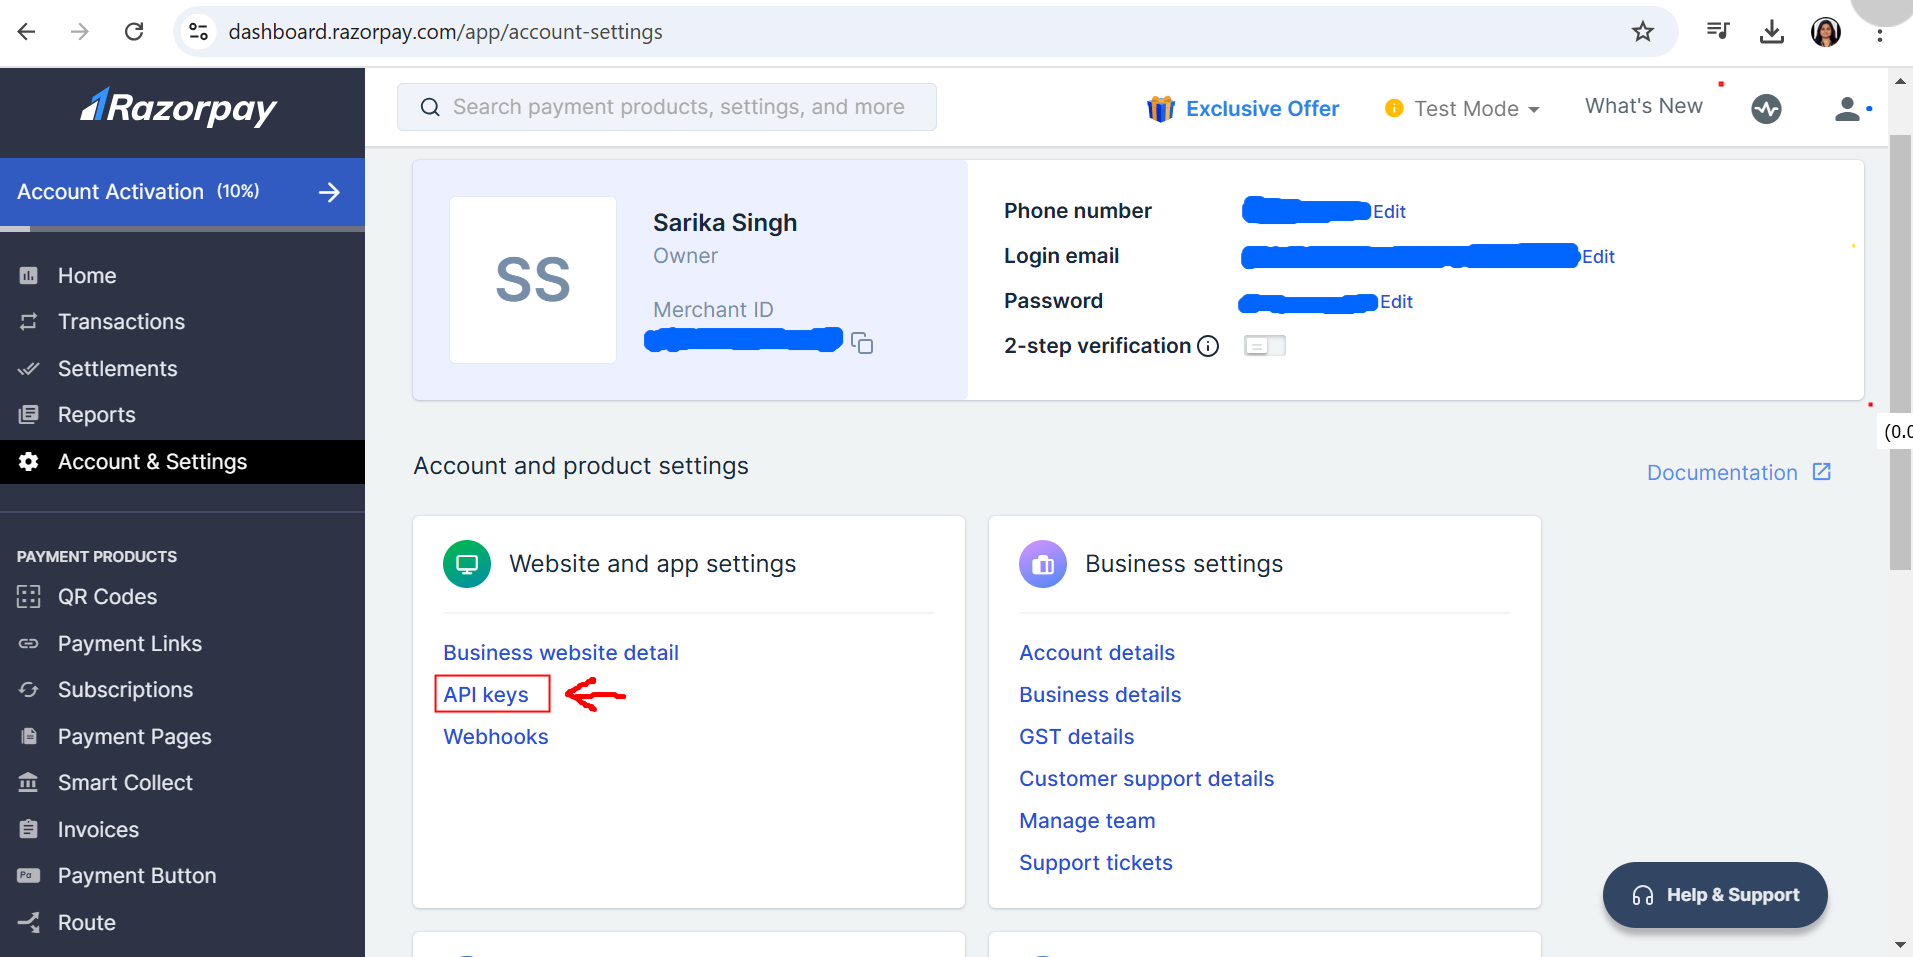 dashboard.razorpay.com/app/account-settings
Razorpay
Search payment products, settings, and more
Exclusive Offer
Test Mode
What's New
Account Activation (10%)
Home
Transactions
Settlements
Reports
Account & Settings
PAYMENT PRODUCTS
QR Codes
Payment Links
Subscriptions
Payment Pages
Smart Collect
Invoices
Payment Button
Route
SS
Sarika Singh
Owner
Merchant ID
Phone number Edit
Login email Edit
Password Edit
2-step verification
(0.0
Account and product settings
Documentation
Website and app settings
Business website detail
API keys
Webhooks
Business settings
Account details
Business details
GST details
Customer support details
Manage team
Support tickets
Help & Support